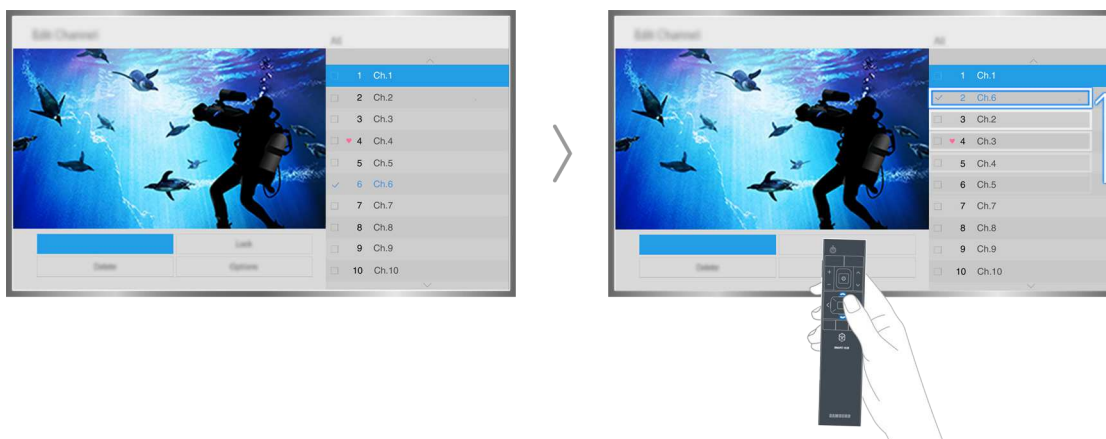 Edit Channel
All
1 Ch.1
2 Ch.2
3 Ch.3
4 Ch.4
5 Ch.5
6 Ch.6
7 Ch.7
8 Ch.8
9 Ch.9
10 Ch.10
Lock
Delete
Options
Edit Channel
All
1 Ch.1
2 Ch.6
3 Ch.2
4 Ch.3
5 Ch.4
6 Ch.5
7 Ch.7
8 Ch.8
9 Ch.9
10 Ch.10
Delete
SMART HUB
SAMSUNG